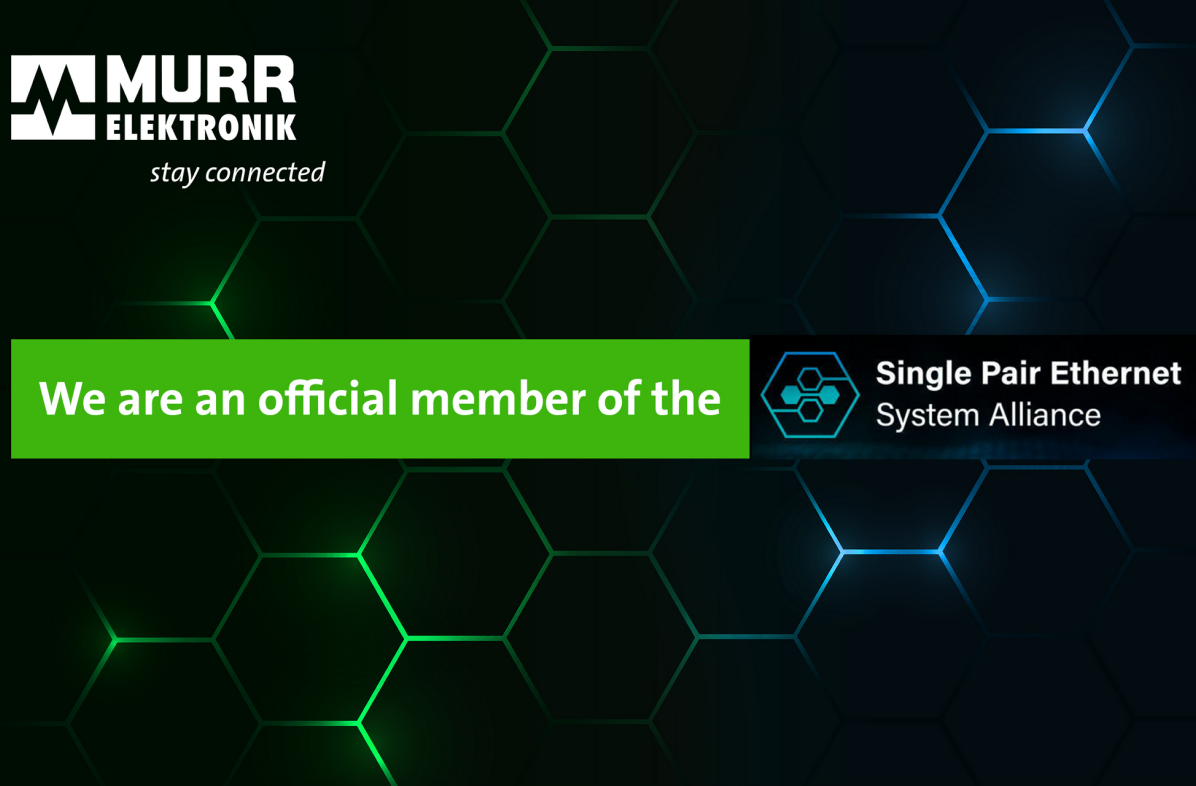 MURR
ELEKTRONIK
stay connected
We are an official member of the
Single Pair Ethernet
System Alliance